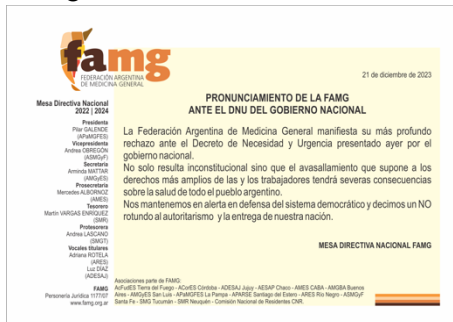 famg
FEDERACIÓN ARGENTINA
DE MEDICINA GENERAL
21 de diciembre de 2023
Mesa Directiva Nacional
2022 | 2024
Presidenta
Pilar GALENDE
(APaMGFES)
Vicepresidenta
Andrea OBREGÓN
(ASMGyF)
Secretaria
Arminda MATTAR
(AMGyES)
Prosecretaria
Mercedes ALBORNOZ
(AMES)
Tesorero
Martín VARGAS ENRIQUEZ
(SMR)
Protesorera
Andrea LASCANO
(SMGT)
Vocales titulares
Adriana ROTELA
(ARES)
Luz DÍAZ
(ADESAJ)
FAMG
Personería Jurídica 1177/07
www.famg.org.ar
PRONUNCIAMIENTO DE LA FAMG
ANTE EL DNU DEL GOBIERNO NACIONAL
La Federación Argentina de Medicina General manifiesta su más profundo
rechazo ante el Decreto de Necesidad y Urgencia presentado ayer por el
gobierno nacional.
No solo resulta inconstitucional sino que el avasallamiento que supone a los
derechos más amplios de las y los trabajadores tendrá severas consecuencias
sobre la salud de todo el pueblo argentino.
Nos mantenemos en alerta en defensa del sistema democrático y decimos un NO
rotundo al autoritarismo y la entrega de nuestra nación.
MESA DIRECTIVA NACIONAL FAMG
Asociaciones parte de FAMG:
AcFudES Tierra del Fuego - ACorES Córdoba - ADESAJ Jujuy - AESAP Chaco - AMES CABA - AMGBA Buenos
Aires - AMGyES San Luis - APaMGFES La Pampa - APARSE Santiago del Estero - ARES Río Negro - ASMGyF
Santa Fe - SMG Tucumán - SMR Neuquén - Comisión Nacional de Residentes CNR.